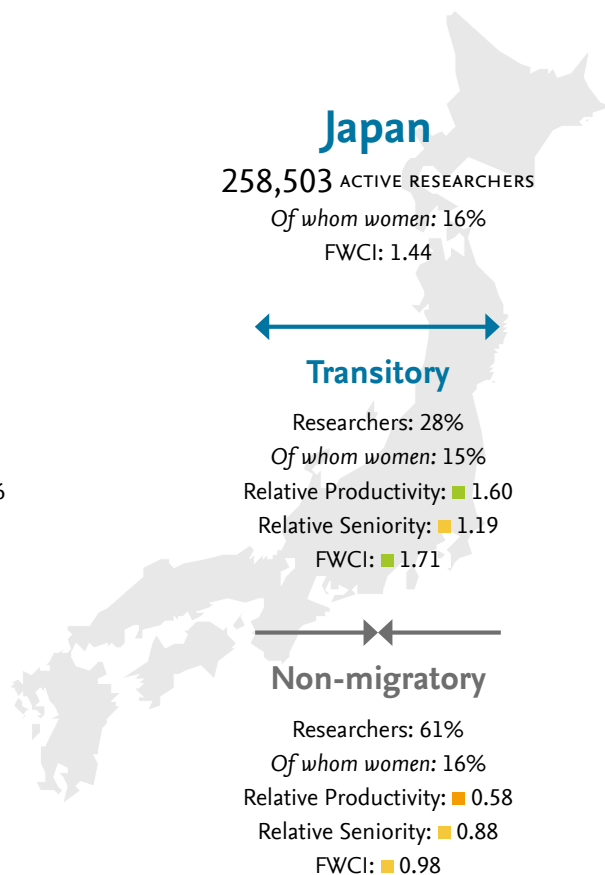 Japan
258,503 ACTIVE RESEARCHERS
Of whom women: 16%
FWCI: 1.44
Transitory
Researchers: 28%
Of whom women: 15%
Relative Productivity: 1.60
Relative Seniority: 1.19
FWCI: 1.71
Non-migratory
Researchers: 61%
Of whom women: 16%
Relative Productivity: 0.58
Relative Seniority: 0.88
FWCI: 0.98